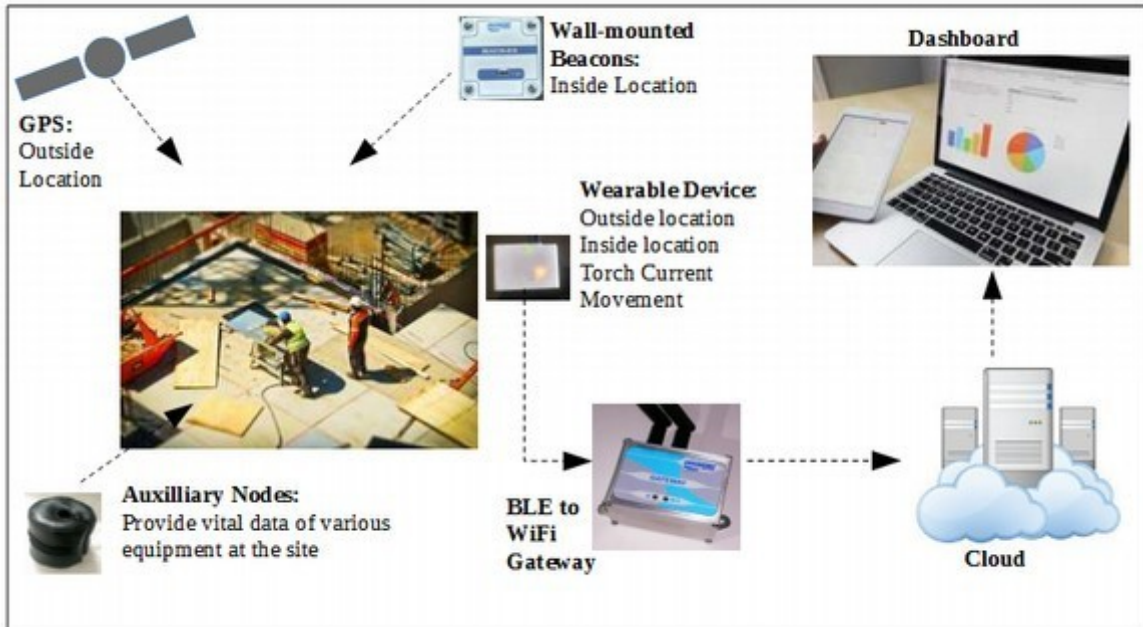 GPS:
Outside
Location
Wall-mounted
Beacons:
Inside Location
Dashboard
Wearable Device:
Outside location
Inside location
Torch Current
Movement
Auxilliary Nodes:
Provide vital data of various
equipment at the site
BLE to
WiFi
Gateway
GATEWAY
Cloud